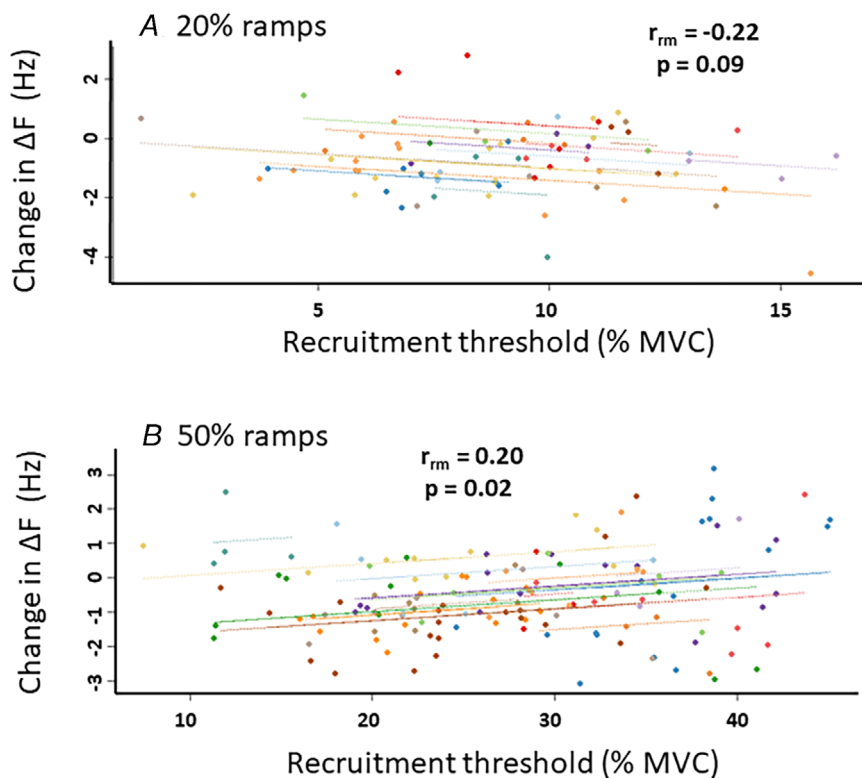 A 20% ramps
r_rm = -0.22
p = 0.09
Change in ΔF (Hz)
2
0
-2
-4
5 10 15
Recruitment threshold (% MVC)
B 50% ramps
r_rm = 0.20
p = 0.02
Change in ΔF (Hz)
3
2
1
0
-1
-2
-3
10 20 30 40
Recruitment threshold (% MVC)